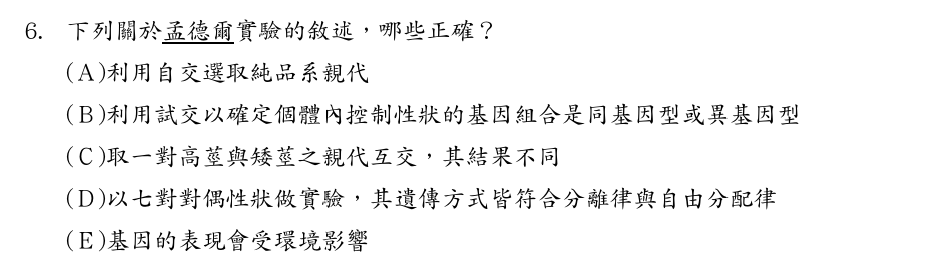 6. 下列關於孟德爾實驗的敘述，哪些正確？
(A)利用自交選取純品系親代
(B)利用試交以確定個體內控制性狀的基因組合是同基因型或異基因型
(C)取一對高莖與矮莖之親代互交，其結果不同
(D)以七對對偶性狀做實驗，其遺傳方式皆符合分離律與自由分配律
(E)基因的表現會受環境影響